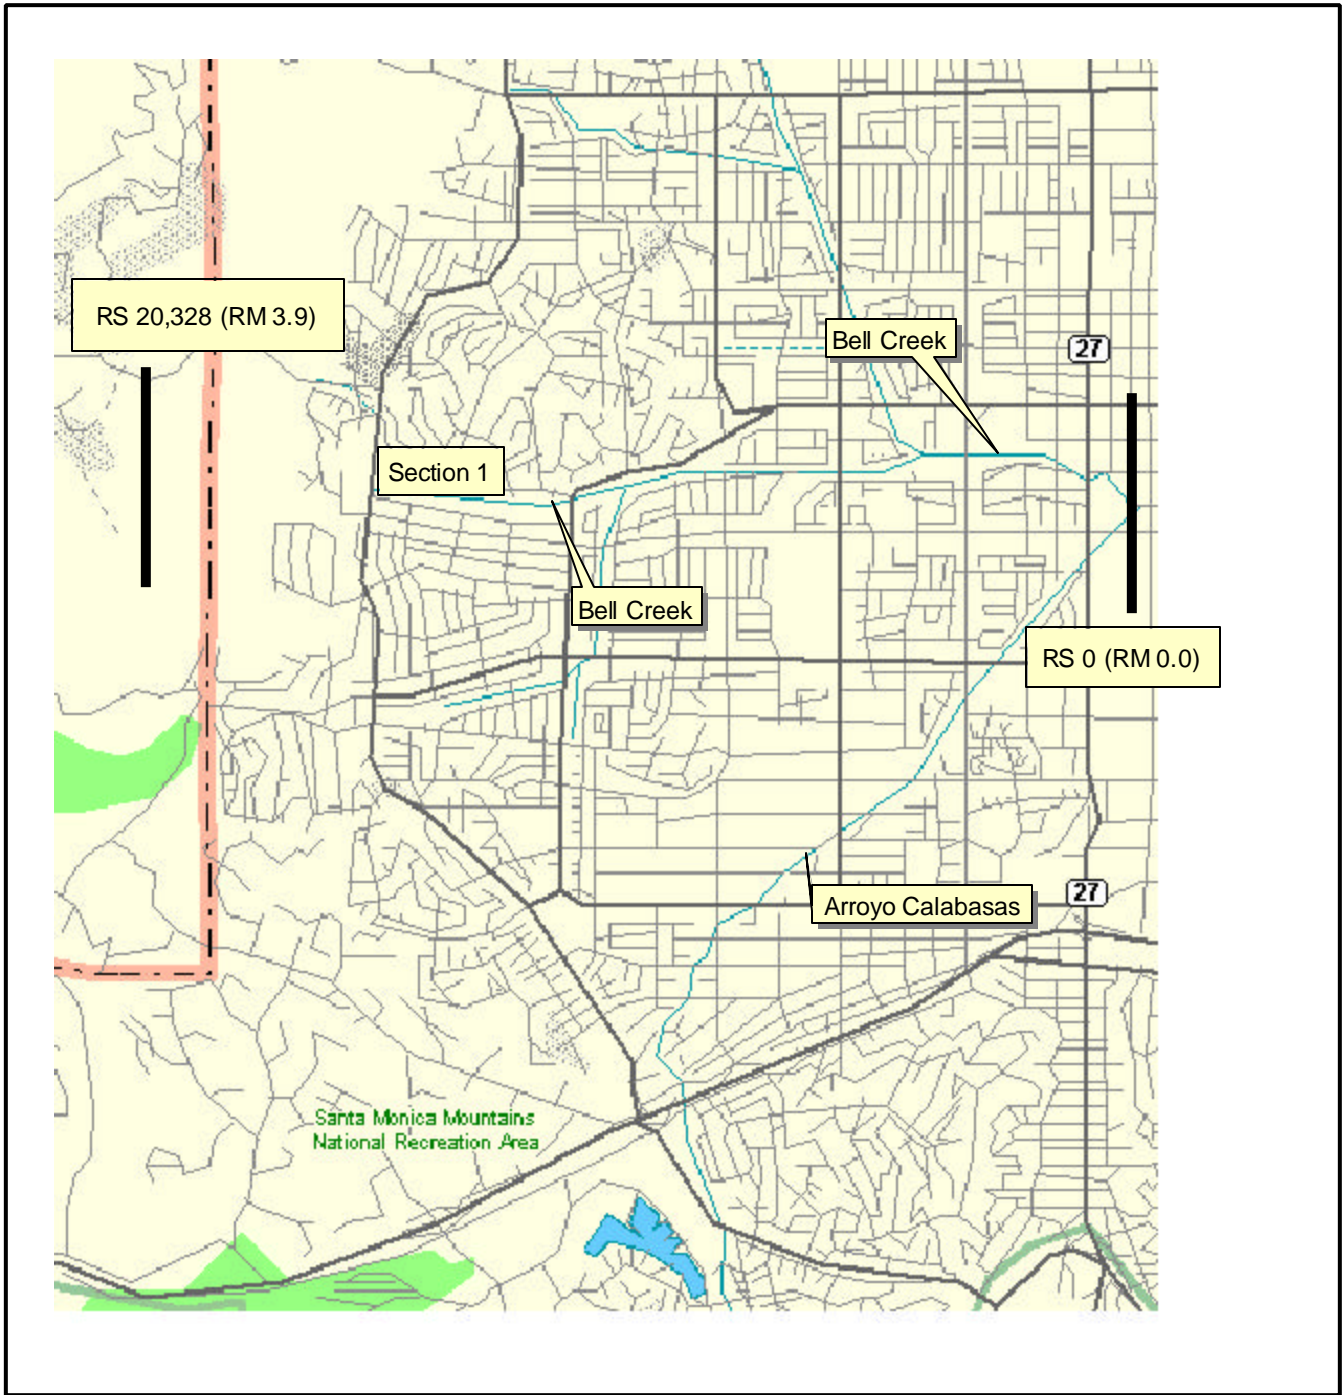 RS 20,328 (RM 3.9)
Bell Creek
27
Section 1
Bell Creek
RS 0 (RM 0.0)
27
Arroyo Calabasas
Santa Monica Mountains
National Recreation Area